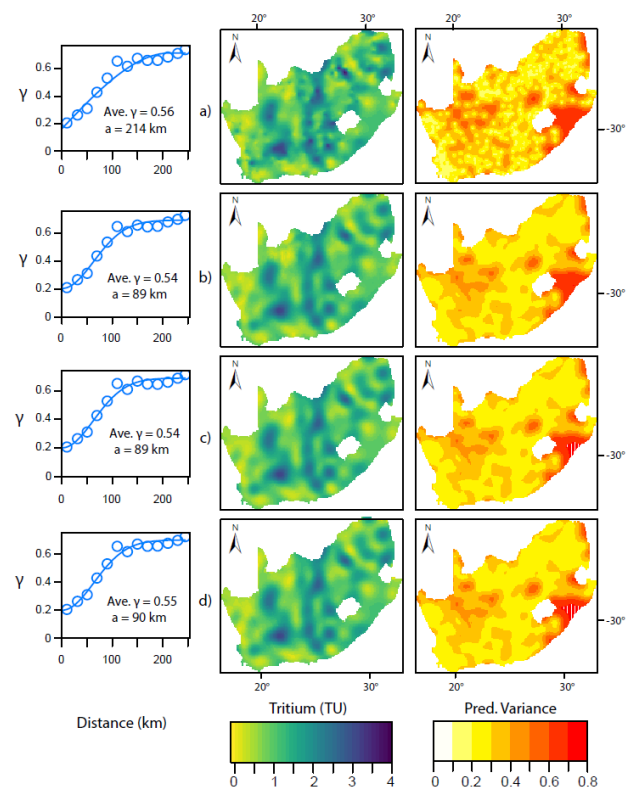 20° 30° 20° 30°
0.6
0.4
0.2
0
γ
Ave. γ = 0.56
a = 214 km
a)
N
N
-30°
0 100 200
0.6
0.4
0.2
0
γ
Ave. γ = 0.54
a = 89 km
b)
N
N
-30°
0 100 200
0.6
0.4
0.2
0
γ
Ave. γ = 0.54
a = 89 km
c)
N
N
-30°
0 100 200
0.6
0.4
0.2
0
γ
Ave. γ = 0.55
a = 90 km
d)
N
N
-30°
0 100 200
20° 30° 20° 30°
Distance (km)
Tritium (TU)
Pred. Variance
0 1 2 3 4
0 0.2 0.4 0.6 0.8